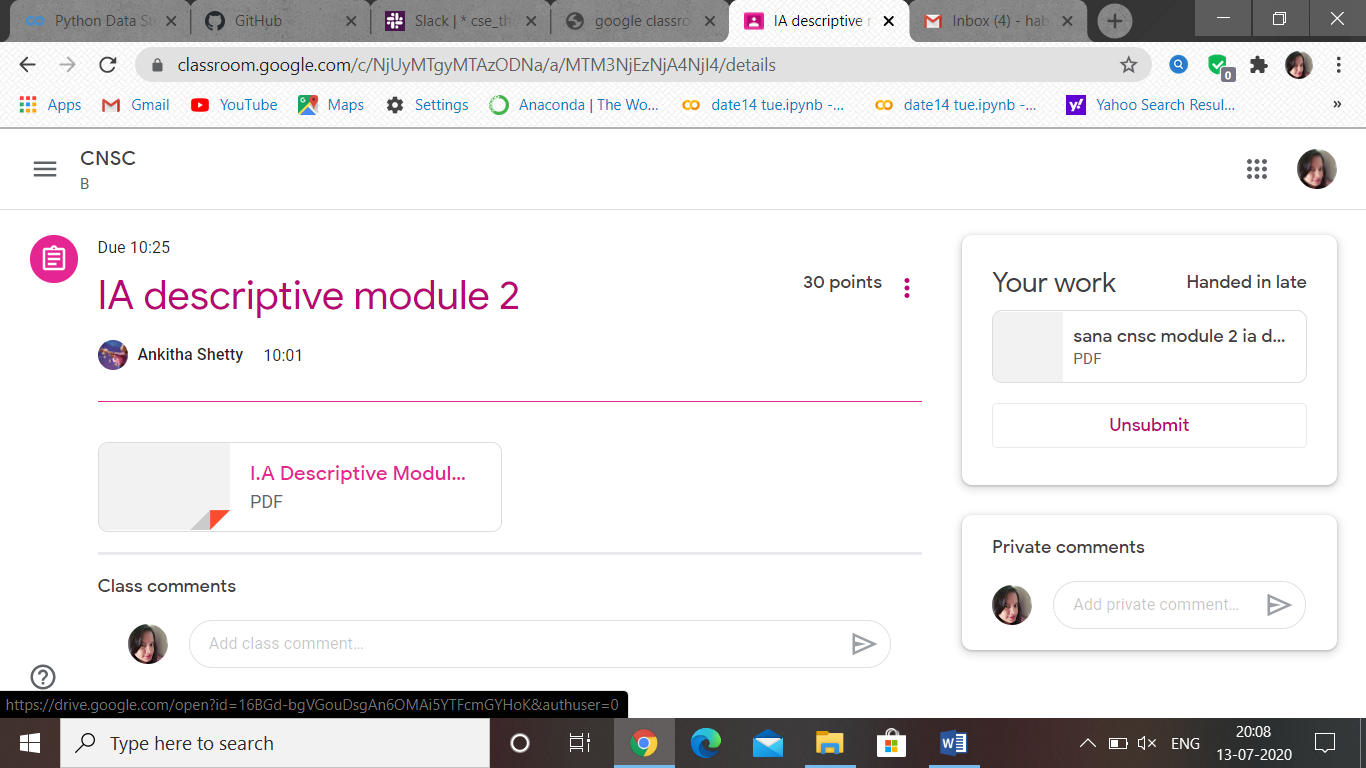 Python Data St
GitHub
Slack | * cse_th
google classro
IA descriptive
Inbox (4) - hab
classroom.google.com/c/NjUyMTgyMTAzODNa/a/MTM3NjEzNjA4NjI4/details
0
Apps
Gmail
YouTube
Maps
Settings
Anaconda | The Wo...
date14 tue.ipynb -...
date14 tue.ipynb -...
Yahoo Search Resul...
»
CNSC
B
Due 10:25
IA descriptive module 2
30 points
Ankitha Shetty 10:01
I.A Descriptive Modul...
PDF
Class comments
Add class comment...
Your work
Handed in late
sana cnsc module 2 ia d...
PDF
Unsubmit
Private comments
Add private comment...
https://drive.google.com/open?id=16BGd-bgVGouDsgAn6OMAi5YTFcmGYHoK&authuser=0
Type here to search
ENG
20:08
13-07-2020